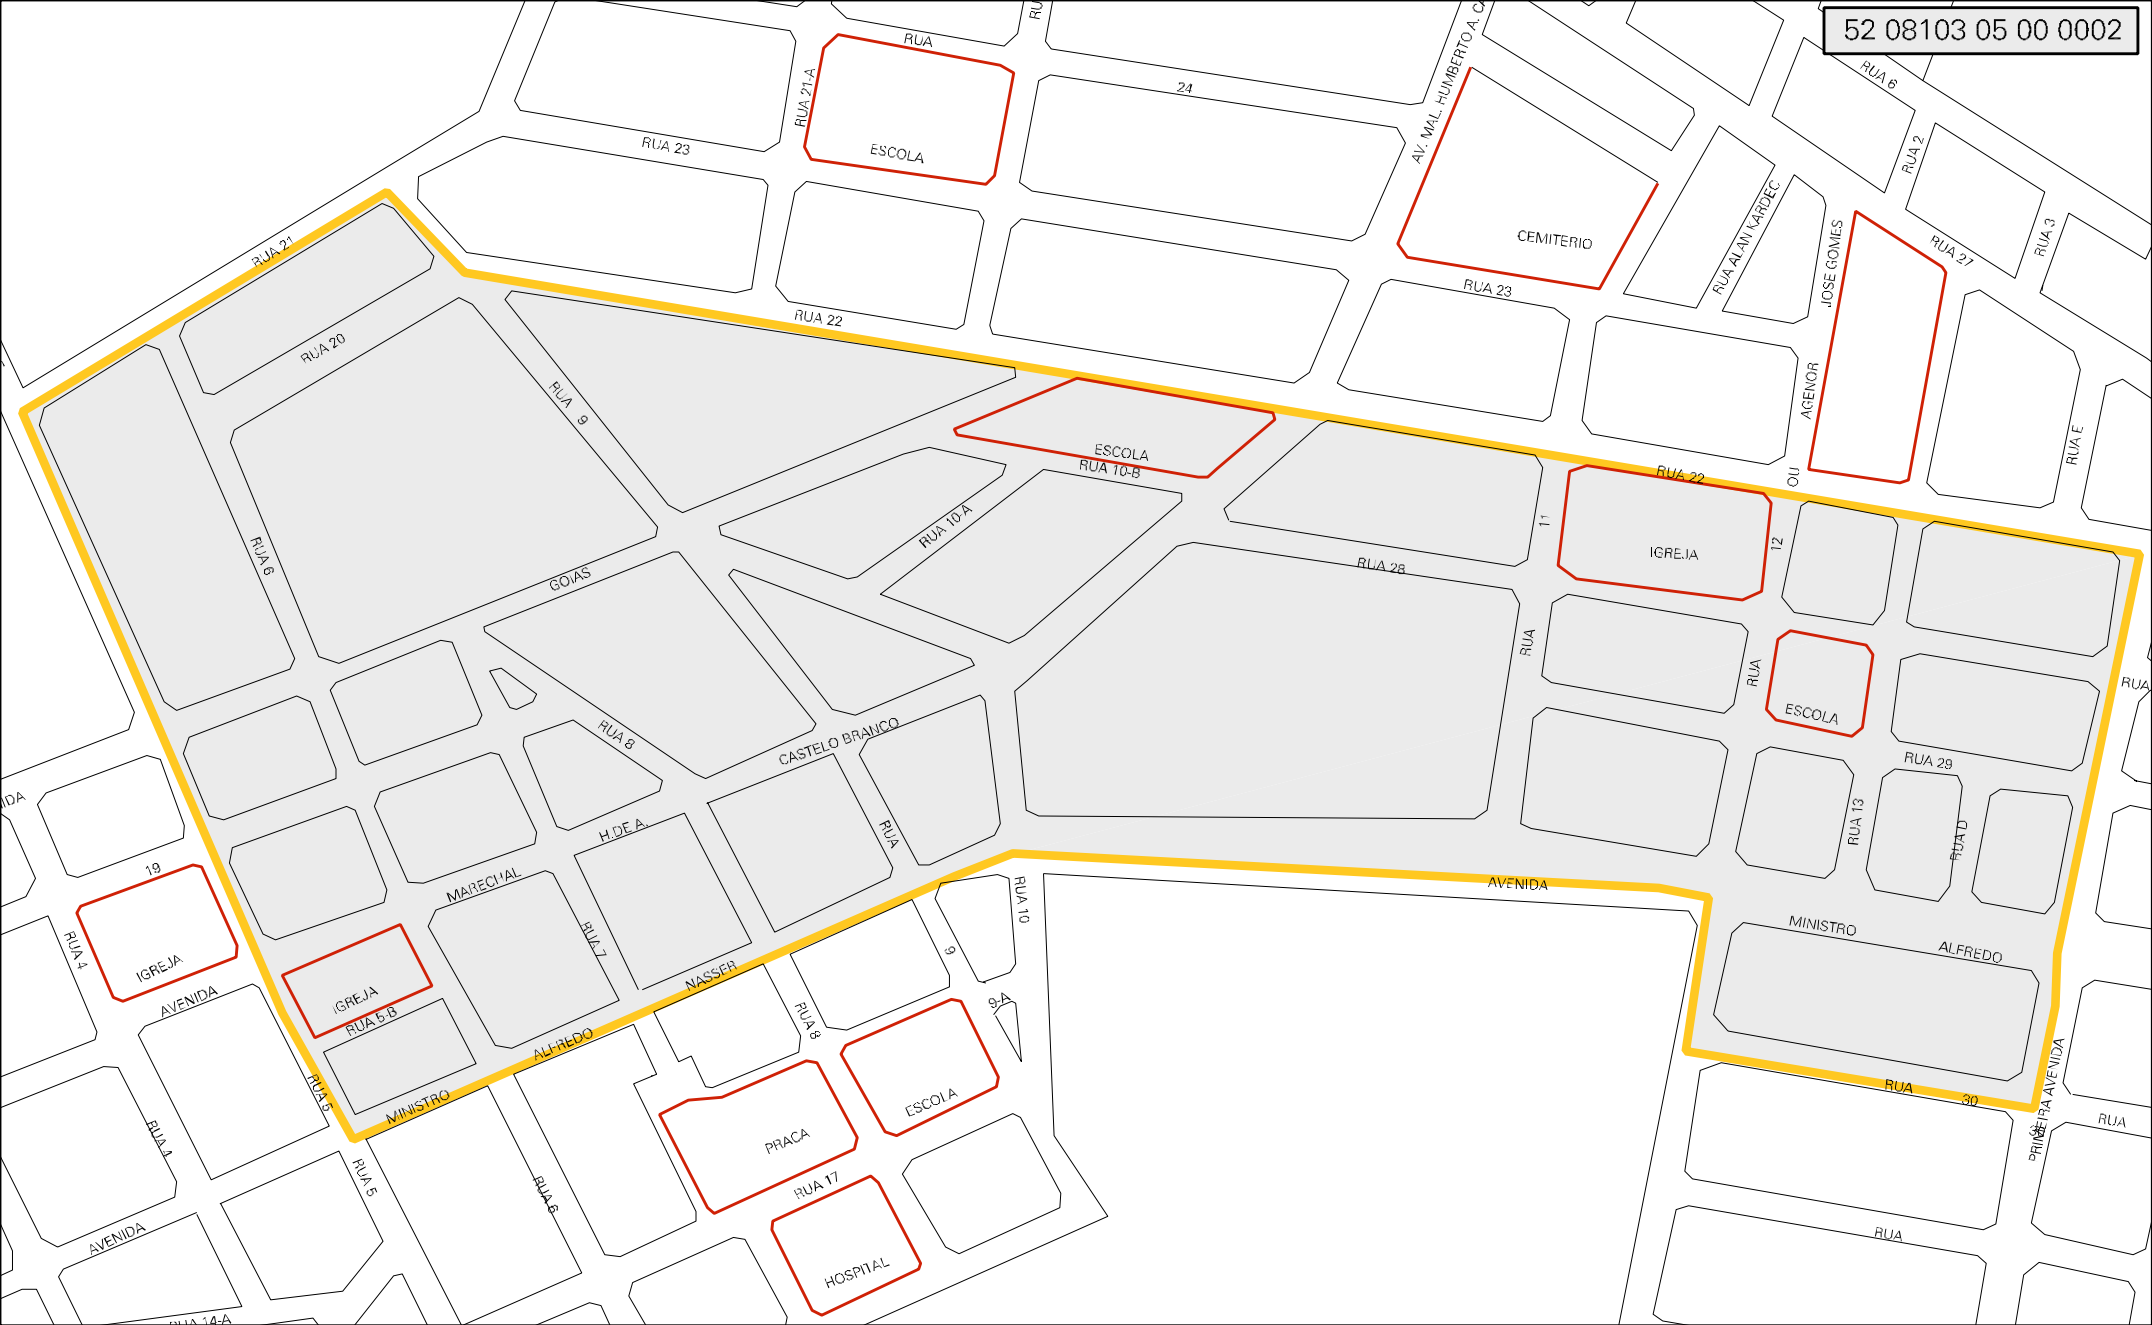 52 08103 05 00 0002
RUA
RUA 21-A
RUA 23
ESCOLA
24
AV. MAL. HUMBERTO A. CA
RUA 6
RUA 2
RUA 3
RUA 27
CEMITERIO
RUA ALAN KARDEC
JOSE GOMES
RUA 23
AGENOR
OU
RUA E
RUA 21
RUA 22
RUA 20
RUA 9
ESCOLA
RUA 10-B
RUA 22
RUA 10-A
11
12
IGREJA
RUA 28
RUA 6
GOIAS
RUA
RUA
ESCOLA
RUA
RUA 8
CASTELO BRANCO
RUA 29
RUA 13
RUA D
RUA
H.DE A.
MARECHAL
IDA
19
RUA 4
IGREJA
AVENIDA
IGREJA
RUA 5-B
RUA 7
NASSER
ALFREDO
MINISTRO
RUA 5
AVENIDA
RUA 10
9
9-A
RUA 8
ESCOLA
PRACA
RUA 17
HOSPITAL
MINISTRO
ALFREDO
RUA
30
PRIMEIRA AVENIDA
RUA
RUA
RUA 4
RUA 5
RUA 6
AVENIDA
RUA 14-A